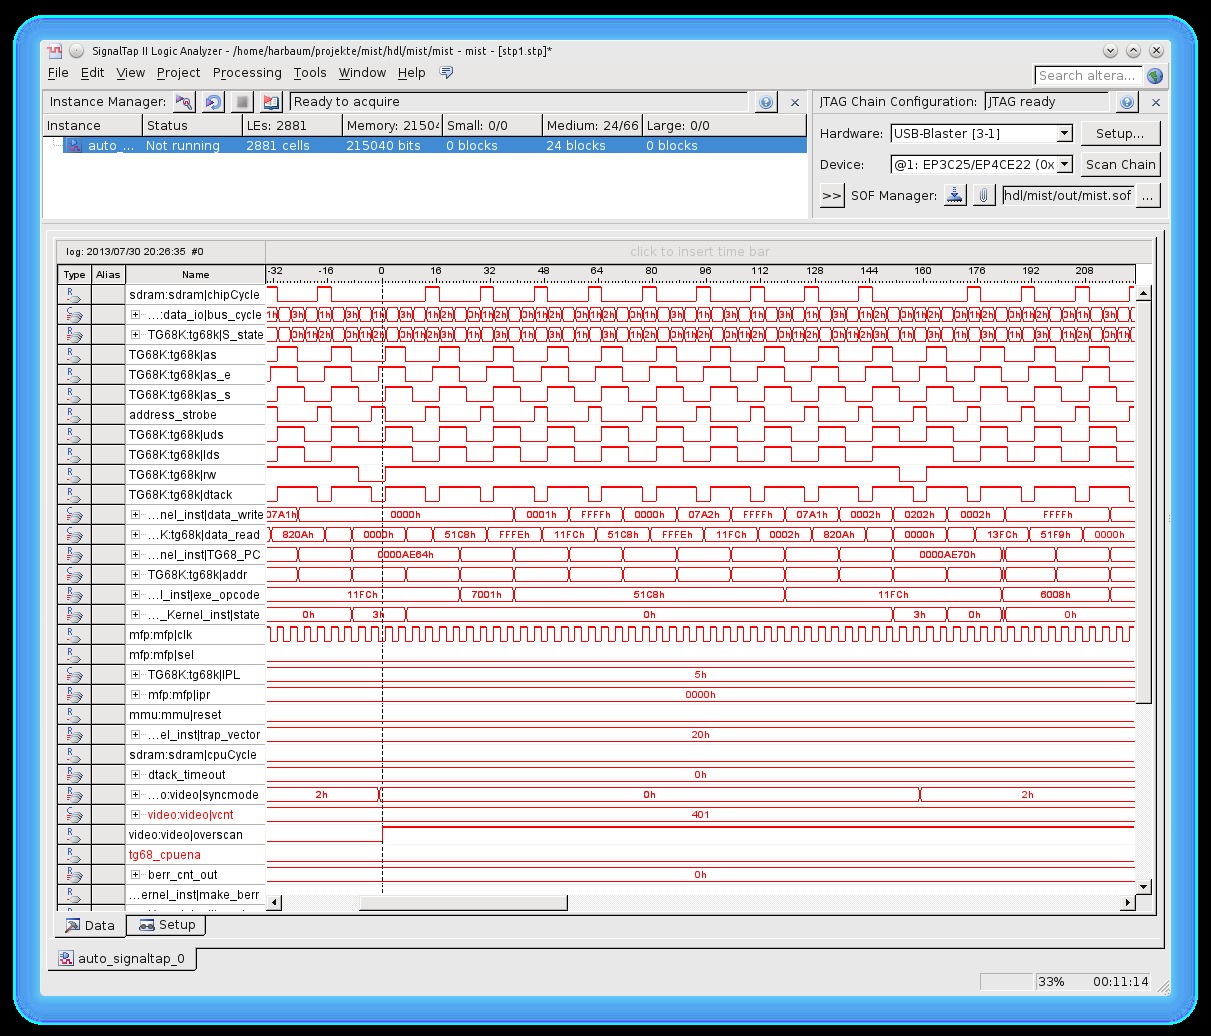 SignalTap II Logic Analyzer - /home/harbaum/projekte/mist/hdl/mist/mist - mist - [stp1.stp]*
File Edit View Project Processing Tools Window Help
Search altera...
Instance Manager: Ready to acquire
JTAG Chain Configuration: JTAG ready
Instance Status LEs: 2881 Memory: 21504 Small: 0/0 Medium: 24/66 Large: 0/0
auto_... Not running 2881 cells 215040 bits 0 blocks 24 blocks 0 blocks
Hardware: USB-Blaster [3-1] Setup...
Device: @1: EP3C25/EP4CE22 (0x Scan Chain
>> SOF Manager: hdl/mist/out/mist.sof ...
log: 2013/07/30 20:26:35 #0 click to insert time bar
Type Alias Name -32 -16 0 16 32 48 64 80 96 112 128 144 160 176 192 208
sdram:sdram|chipCycle
...:data_io|bus_cycle
TG68K:tg68k|S_state
TG68K:tg68k|as
TG68K:tg68k|as_e
TG68K:tg68k|as_s
address_strobe
TG68K:tg68k|uds
TG68K:tg68k|lds
TG68K:tg68k|rw
TG68K:tg68k|dtack
...nel_inst|data_write 07A1h 0000h 0001h FFFFh 0000h 07A2h FFFFh 07A1h 0002h 0202h 0002h FFFFh
...K:tg68k|data_read 820Ah 0000h 51C8h FFFEh 11FCh 51C8h FFFEh 11FCh 0002h 820Ah 0000h 13FCh 51F9h 0000h
...nel_inst|TG68_PC 0000AE64h 0000AE70h
TG68K:tg68k|addr
...l_inst|exe_opcode 11FCh 7001h 51C8h 11FCh 6008h
..._Kernel_inst|state 0h 3h 0h 3h 0h 0h
mfp:mfp|clk
mfp:mfp|sel
TG68K:tg68k|IPL 5h
mfp:mfp|ipr 0000h
mmu:mmu|reset
...el_inst|trap_vector 20h
sdram:sdram|cpuCycle
dtack_timeout 0h
...o:video|syncmode 2h 0h 2h
video:video|vcnt 401
video:video|overscan
tg68_cpuena
berr_cnt_out 0h
...ernel_inst|make_berr
Data Setup
auto_signaltap_0
33% 00:11:14